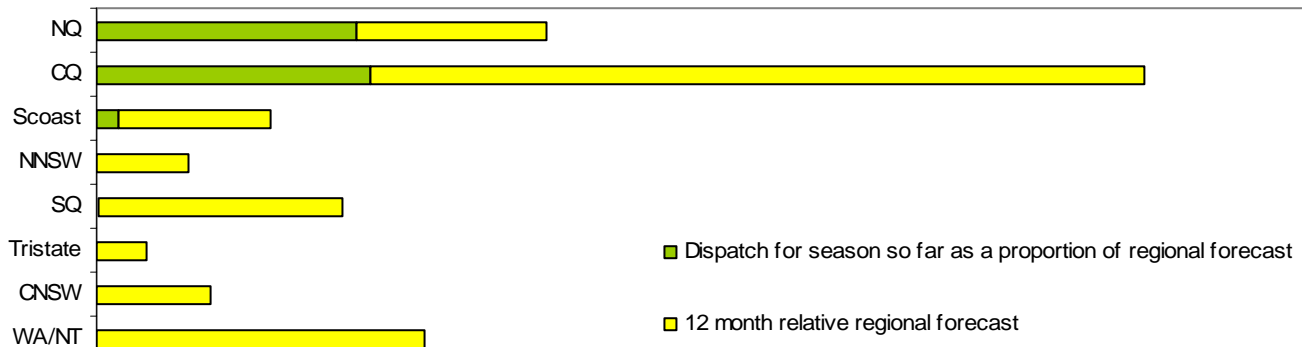 NQ
CQ
Scoast
NNSW
SQ
Tristate
CNSW
WA/NT
Dispatch for season so far as a proportion of regional forecast
12 month relative regional forecast